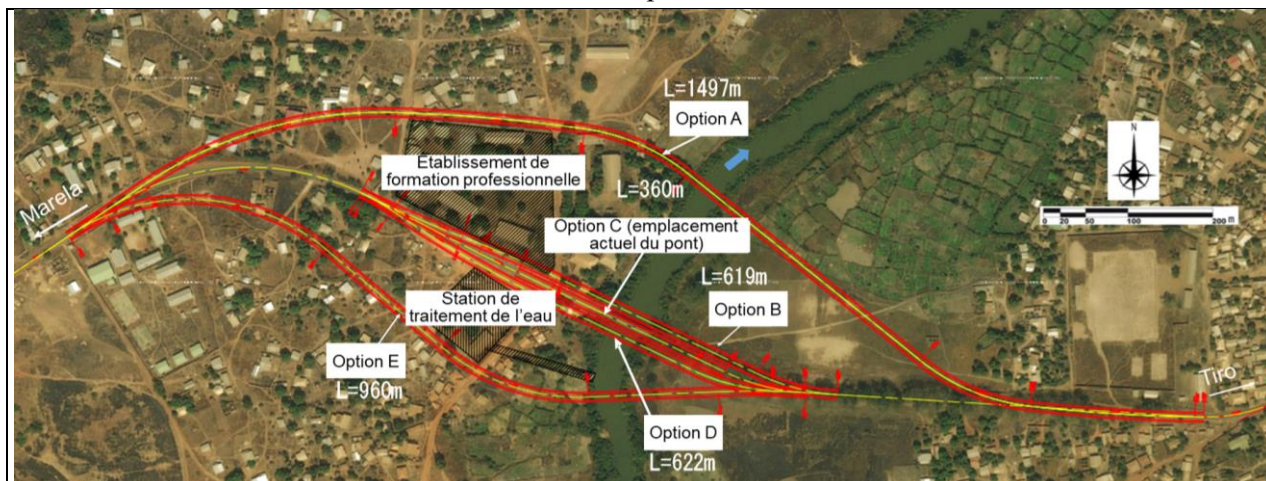 L=1497m
Option A
Etablissement de
formation professionnelle
L=360m
Marela
Option C (emplacement
actuel du pont)
L=619m
Option B
Station de
traitement de l'eau
Option E
L=960m
Option D
L=622m
N
0 20 50 100 200 m
Tiro